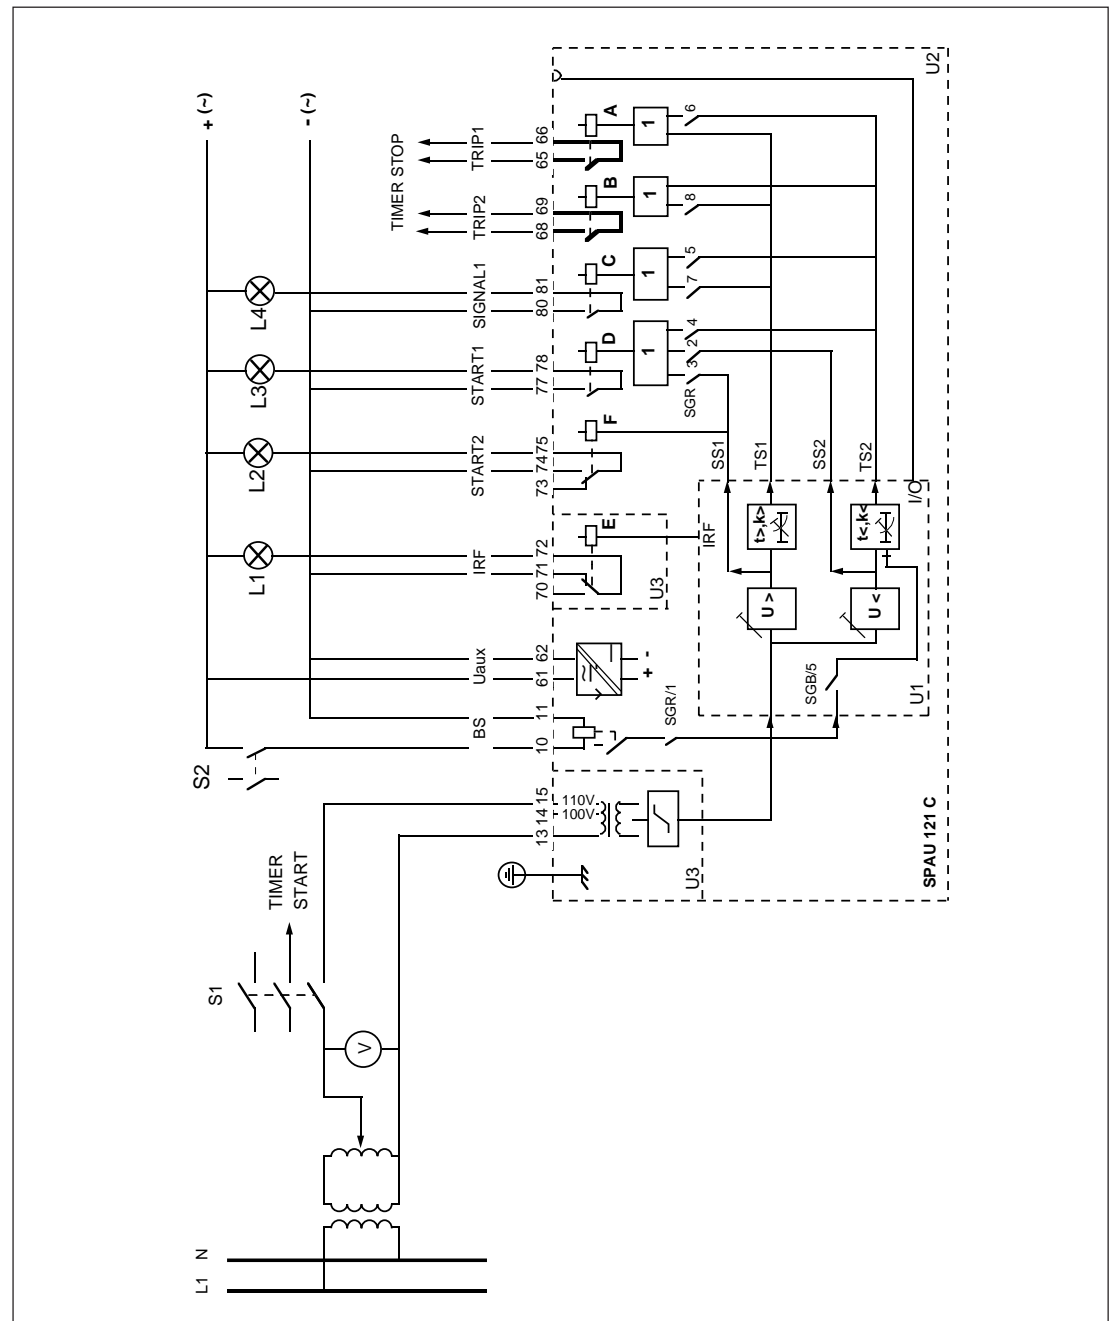 L1
N
S1
TIMER
START
V
S2
+ (~)
- (~)
L1
L2
L3
L4
BS
Uaux
IRF
START2
START1
SIGNAL1
TRIP2
TRIP1
TIMER STOP
13 14 15
10 11
61 62
70 71 72
73 74 75
77 78
80 81
68 69
65 66
110V
100V
U3
SGR/1
+ -
~
E
U3
F
D
C
B
A
1
1
1
1
SGR
3 2 4
7 5
8
6
IRF
SS1
TS1
SS2
TS2
I/O
U >
t>,k>
U <
t<,k<
SGB/5
U1
U2
SPAU 121 C